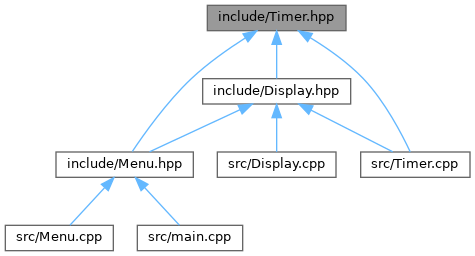 include/Timer.hpp
include/Display.hpp
include/Menu.hpp
src/Display.cpp
src/Timer.cpp
src/Menu.cpp
src/main.cpp